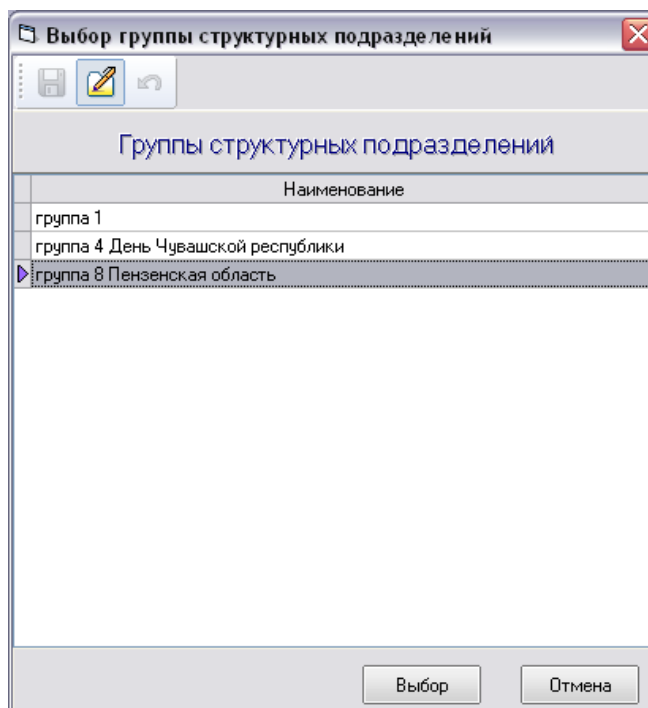 Выбор группы структурных подразделений
Группы структурных подразделений
Наименование
группа 1
группа 4 День Чувашской республики
группа 8 Пензенская область
Выбор
Отмена